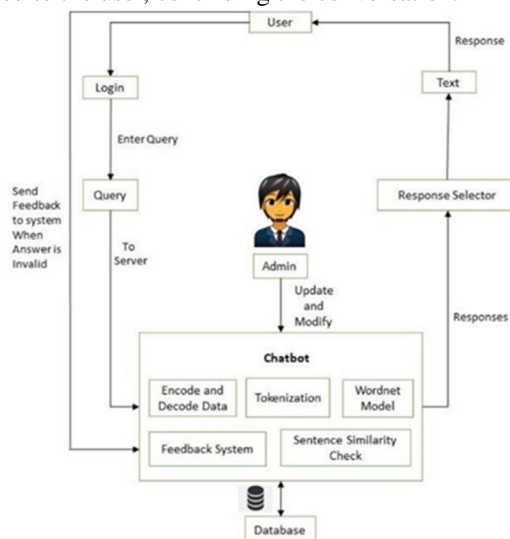 User
Response
Login
Text
Enter Query
Send
Feedback
to system
When
Answer is
Invalid
Query
Response Selector
To
Server
Admin
Update
and
Modify
Responses
Chatbot
Encode and
Decode Data
Tokenization
Wordnet
Model
Feedback System
Sentence Similarity
Check
Database